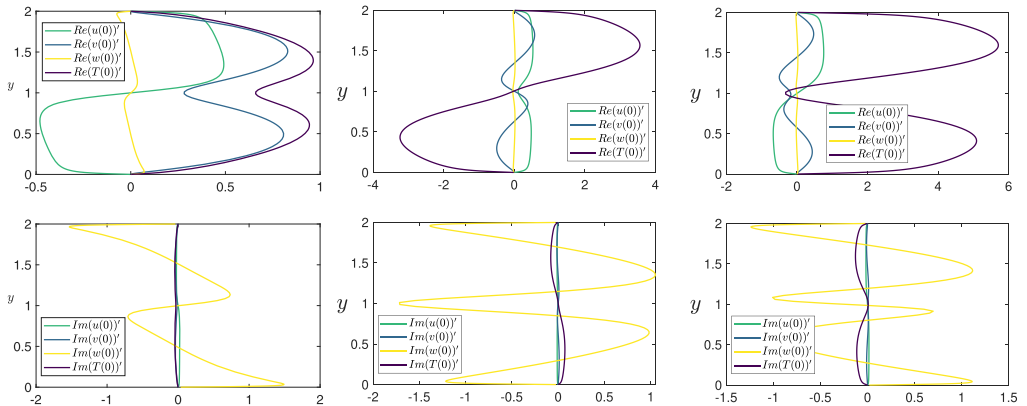 2
1.5
1
0.5
0
y
Re(u(0))′
Re(v(0))′
Re(w(0))′
Re(T(0))′
-0.5 0 0.5 1
2
1.5
1
0.5
0
y
Re(u(0))′
Re(v(0))′
Re(w(0))′
Re(T(0))′
-4 -2 0 2 4
2
1.5
1
0.5
0
y
Re(u(0))′
Re(v(0))′
Re(w(0))′
Re(T(0))′
-2 0 2 4 6
2
1.5
1
0.5
0
y
Im(u(0))′
Im(v(0))′
Im(w(0))′
Im(T(0))′
-2 -1 0 1 2
2
1.5
1
0.5
0
y
Im(u(0))′
Im(v(0))′
Im(w(0))′
Im(T(0))′
-2 -1.5 -1 -0.5 0 0.5 1
2
1.5
1
0.5
0
y
Im(u(0))′
Im(v(0))′
Im(w(0))′
Im(T(0))′
-1.5 -1 -0.5 0 0.5 1 1.5